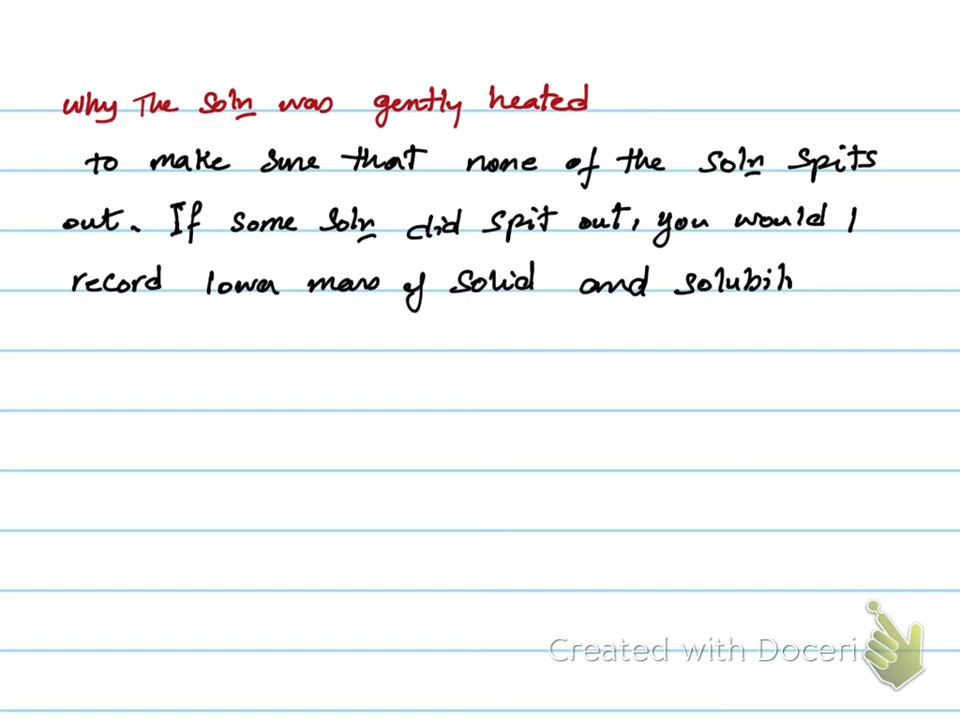 Why The soln was gently heated
to make sure that none of the soln spits
out. If some soln did spit out, you would
record lower mass of solid and solubili
Created with Doceri